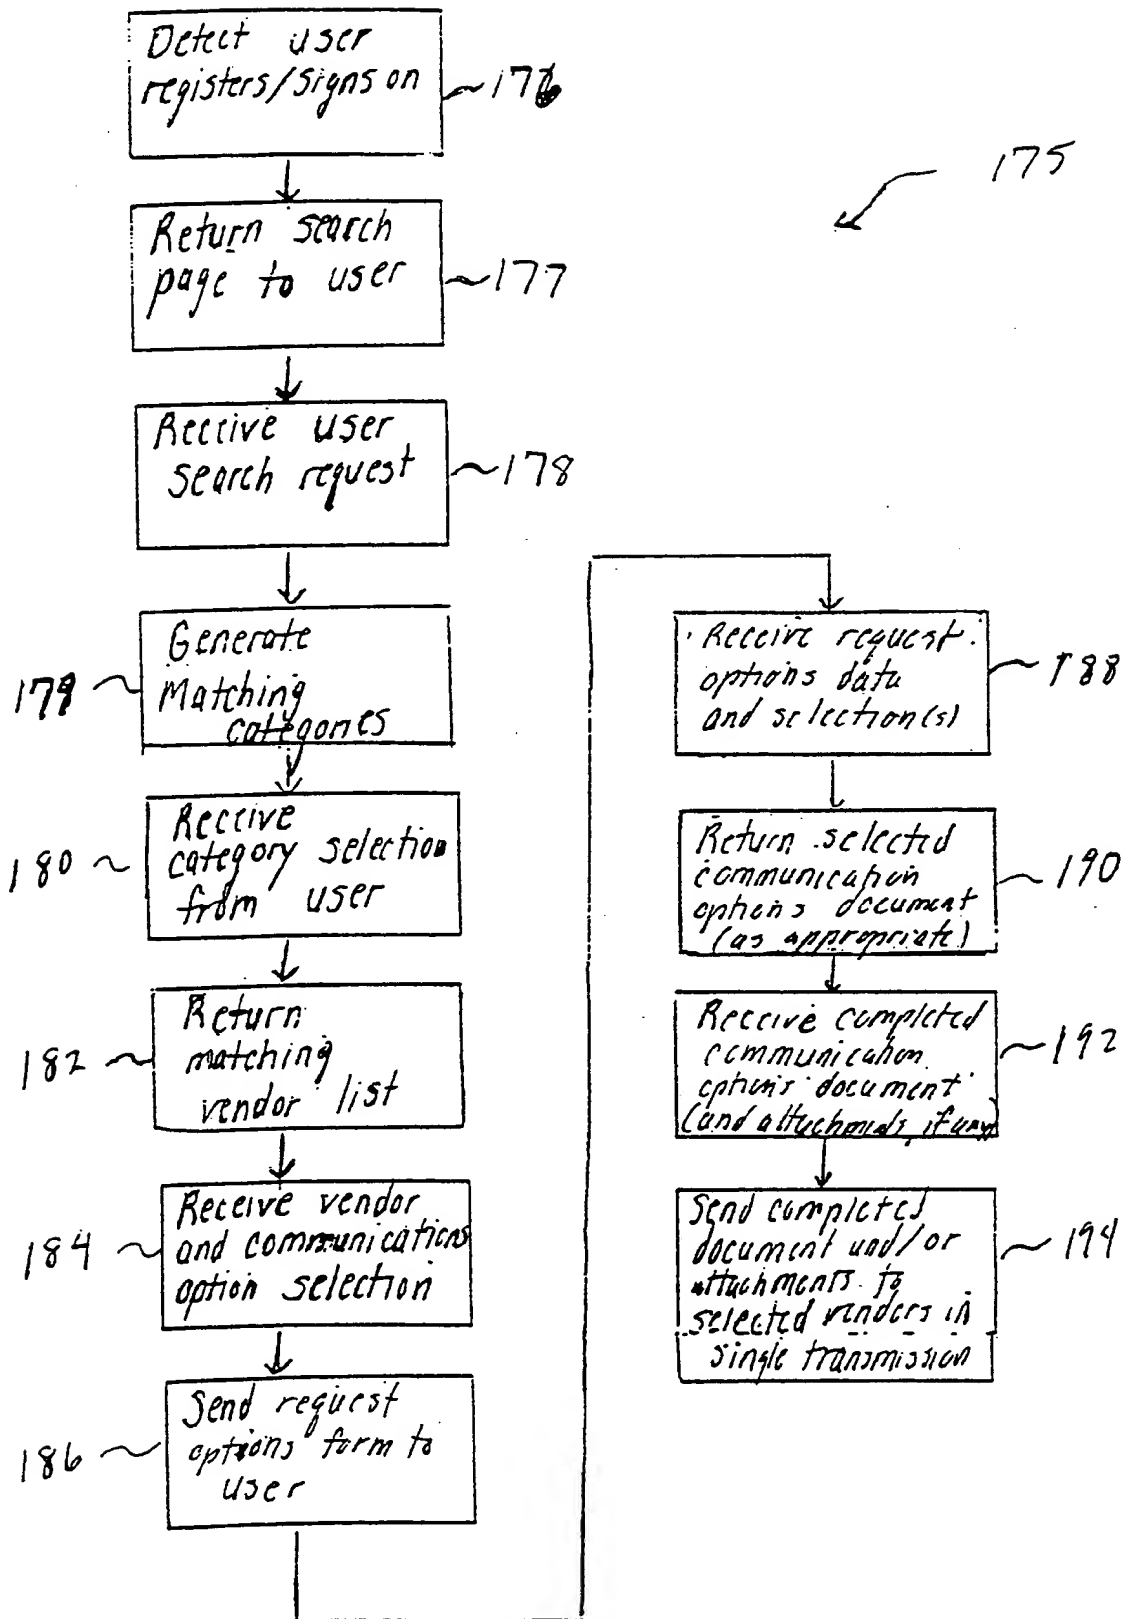 Detect user
registers/signs on
176
175
Return search
page to user
177
Receive user
search request
178
Generate
Matching
categories
179
Receive
category selection
from user
180
Return
matching
vendor list
182
Receive vendor
and communications
option selection
184
Send request
options form to
user
186
Receive request
options data
and selection(s)
188
Return selected
communication
options document
(as appropriate)
190
Receive completed
communication
options document
(and attachments, if any)
192
Send completed
document and/or
attachments to
selected venders in
single transmission
194